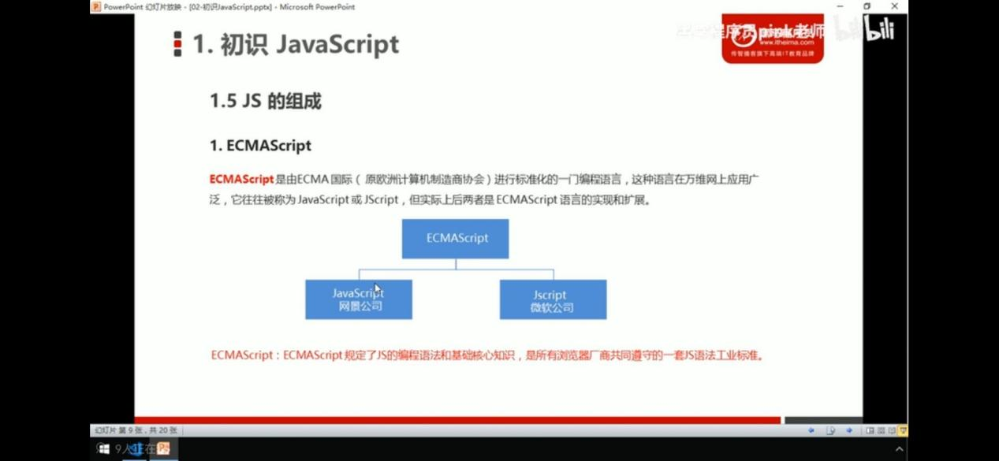 PowerPoint 幻灯片放映 - [02-初识JavaScript.pptx] - Microsoft PowerPoint
1. 初识 JavaScript
pink老师
bilibili
www.itheima.com
传智播客旗下高端IT教育品牌
1.5 JS 的组成
1. ECMAScript
ECMAScript 是由ECMA 国际（ 原欧洲计算机制造商协会）进行标准化的一门编程语言，这种语言在万维网上应用广
泛，它往往被称为 JavaScript 或 JScript，但实际上后两者是 ECMAScript 语言的实现和扩展。
ECMAScript
JavaScript
网景公司
Jscript
微软公司
ECMAScript：ECMAScript 规定了JS的编程语法和基础核心知识，是所有浏览器厂商共同遵守的一套JS语法工业标准。
幻灯片 第 9 张，共 20 张
9人正在